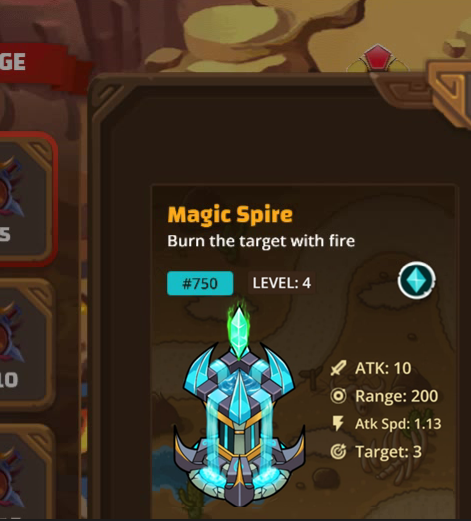 GE
Magic Spire
Burn the target with fire
#750 LEVEL: 4
5
ATK: 10
10
Range: 200
Atk Spd: 1.13
Target: 3